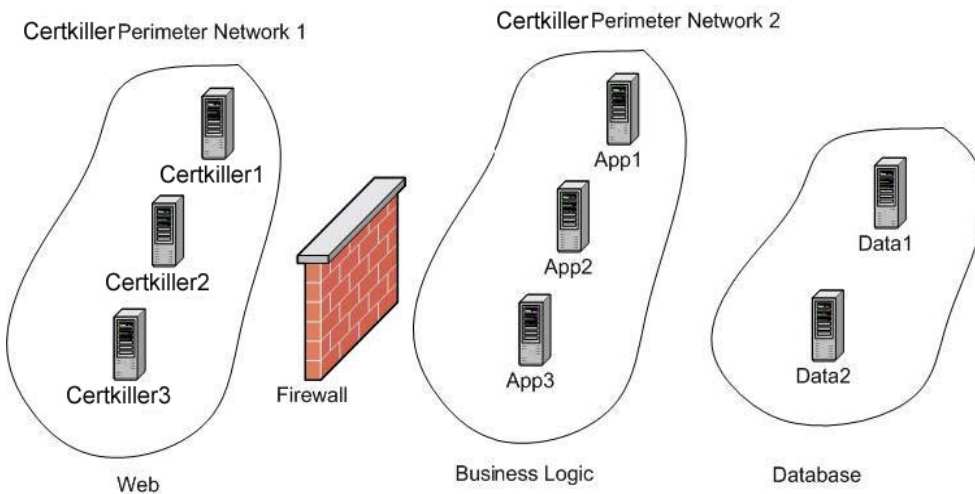 Certkiller Perimeter Network 1
Certkiller Perimeter Network 2
Certkiller1
Certkiller2
Certkiller3
Web
Firewall
App1
App2
App3
Business Logic
Data1
Data2
Database